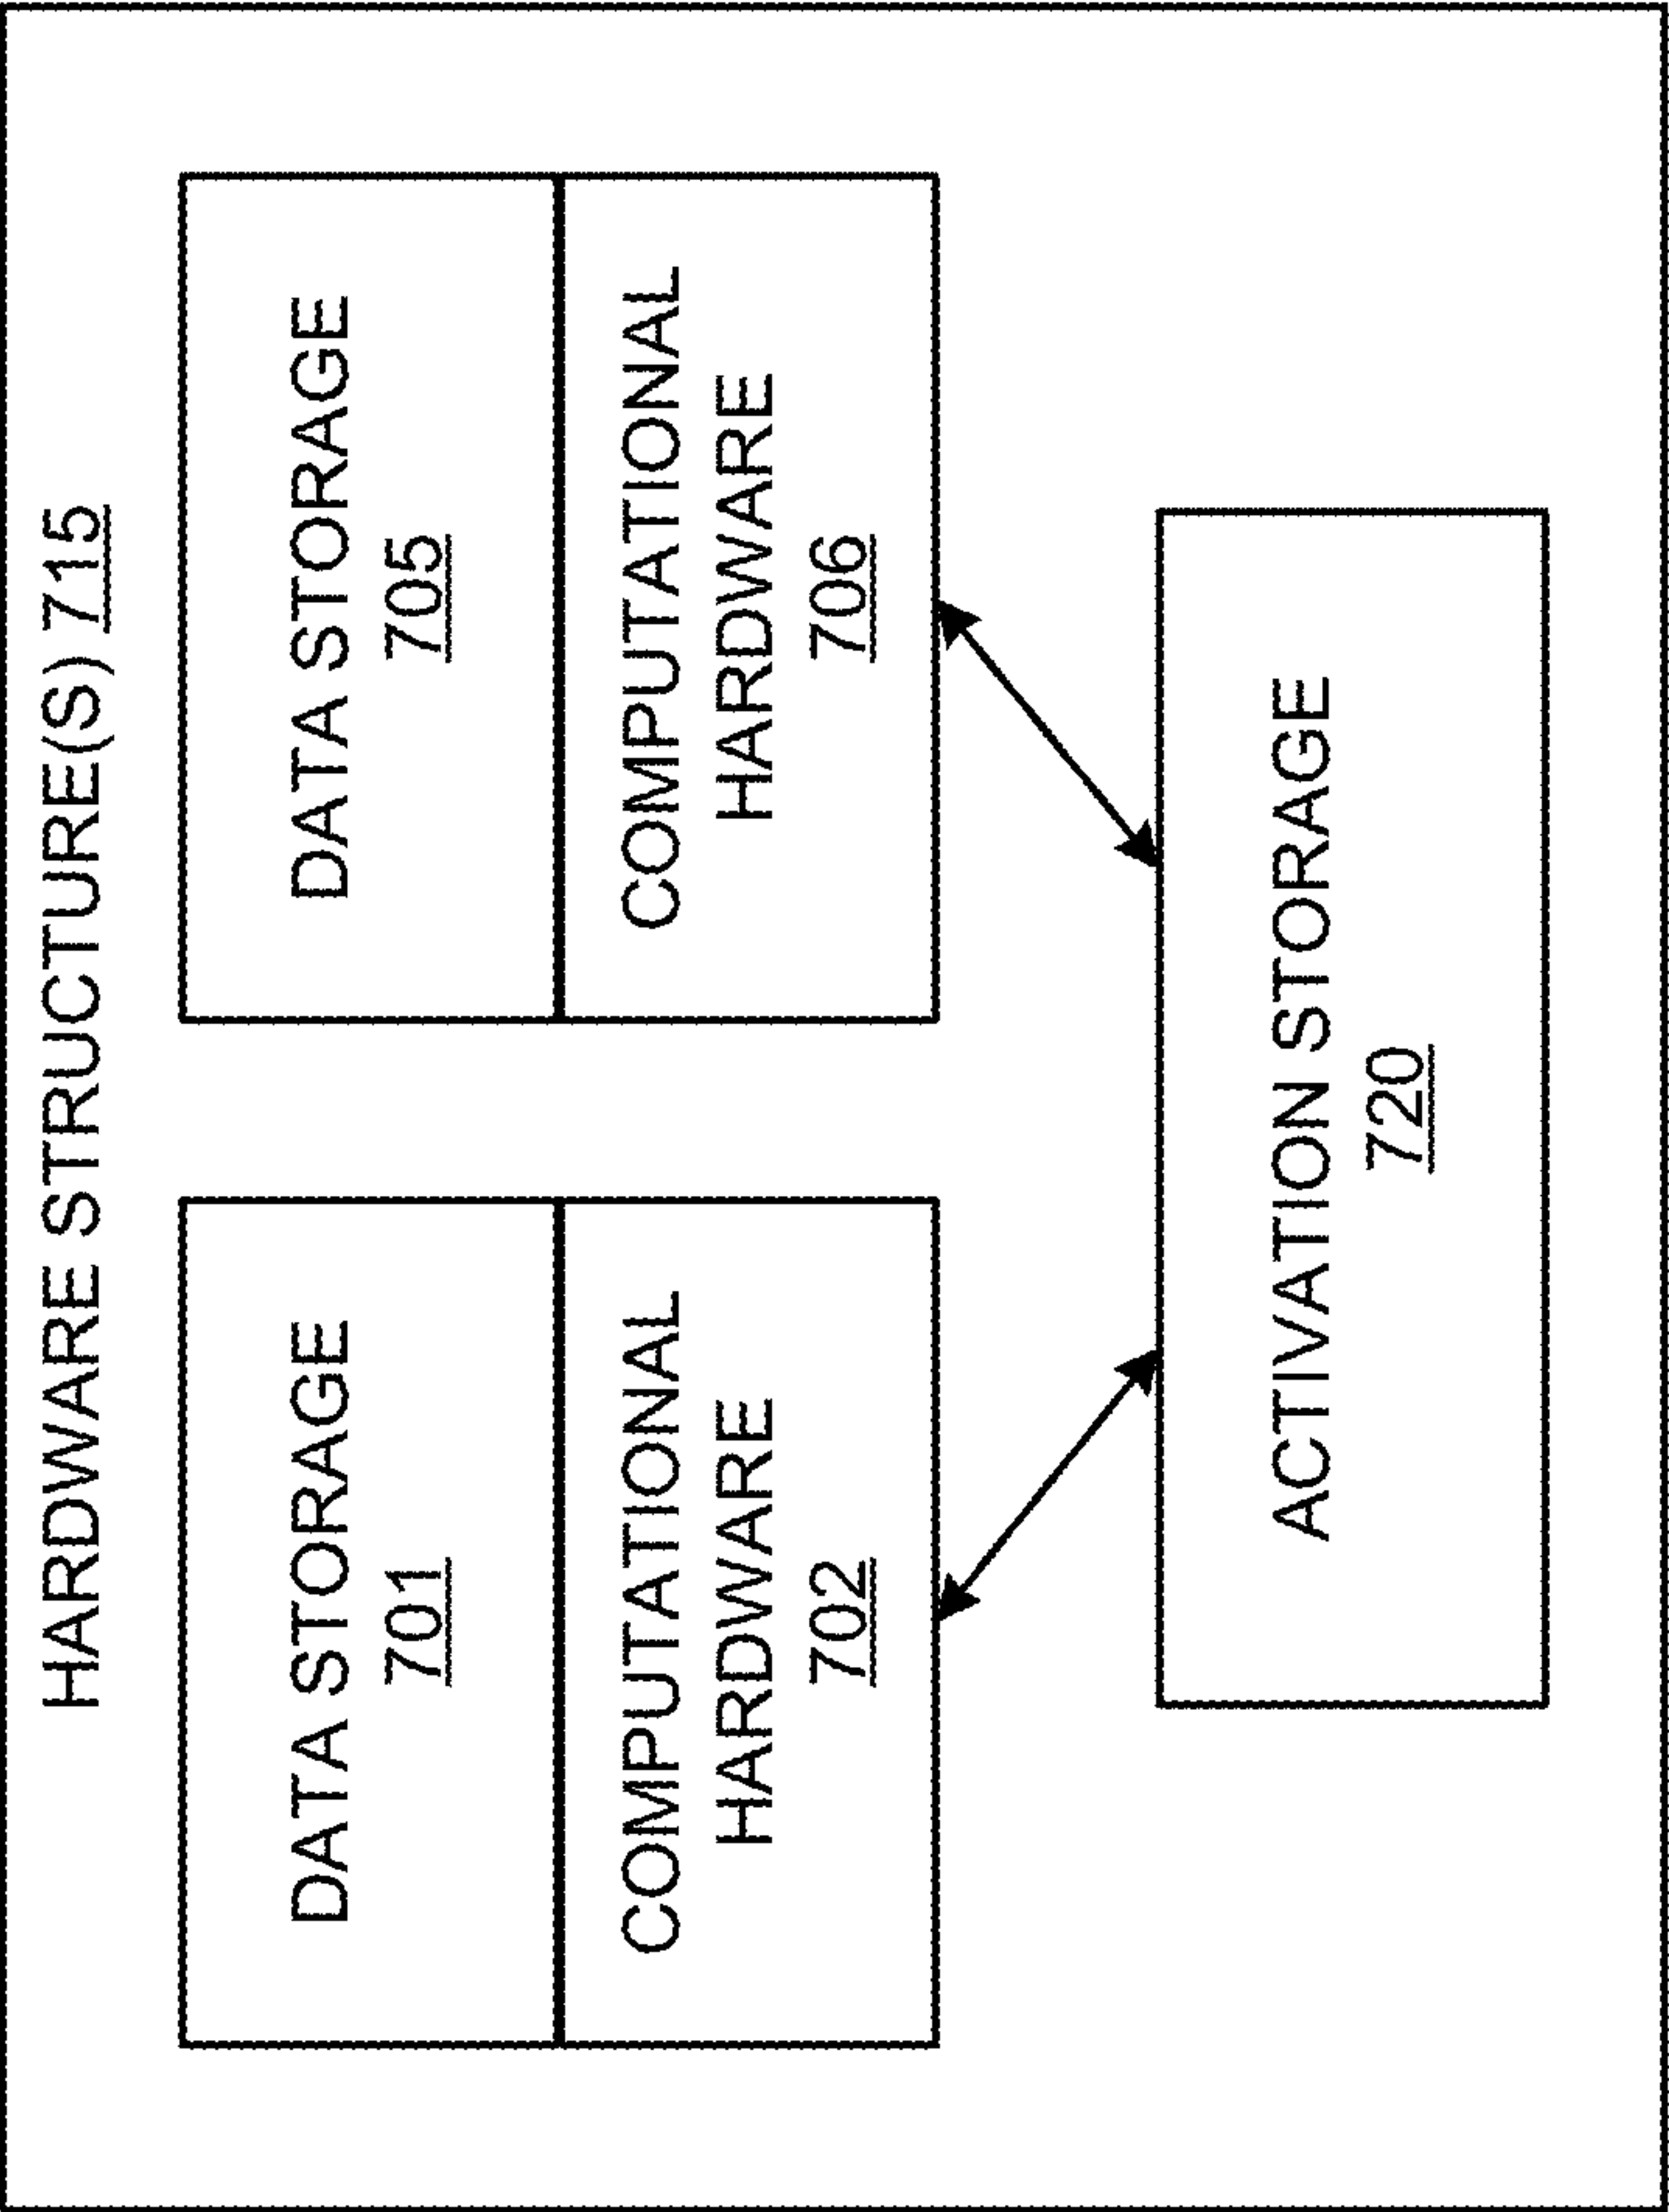 HARDWARE STRUCTURE(S) 715
DATA STORAGE
701
COMPUTATIONAL
HARDWARE
702
DATA STORAGE
705
COMPUTATIONAL
HARDWARE
706
ACTIVATION STORAGE
720